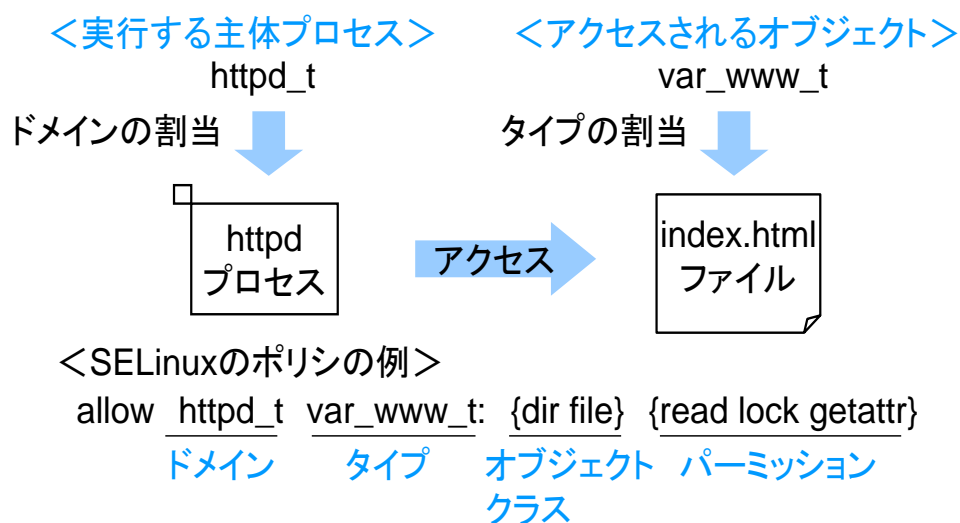 ＜実行する主体プロセス＞
＜アクセスされるオブジェクト＞
httpd_t
var_www_t
ドメインの割当
タイプの割当
httpd
プロセス
アクセス
index.html
ファイル
＜SELinuxのポリシの例＞
allow httpd_t var_www_t: {dir file} {read lock getattr}
ドメイン タイプ オブジェクト パーミッション
クラス